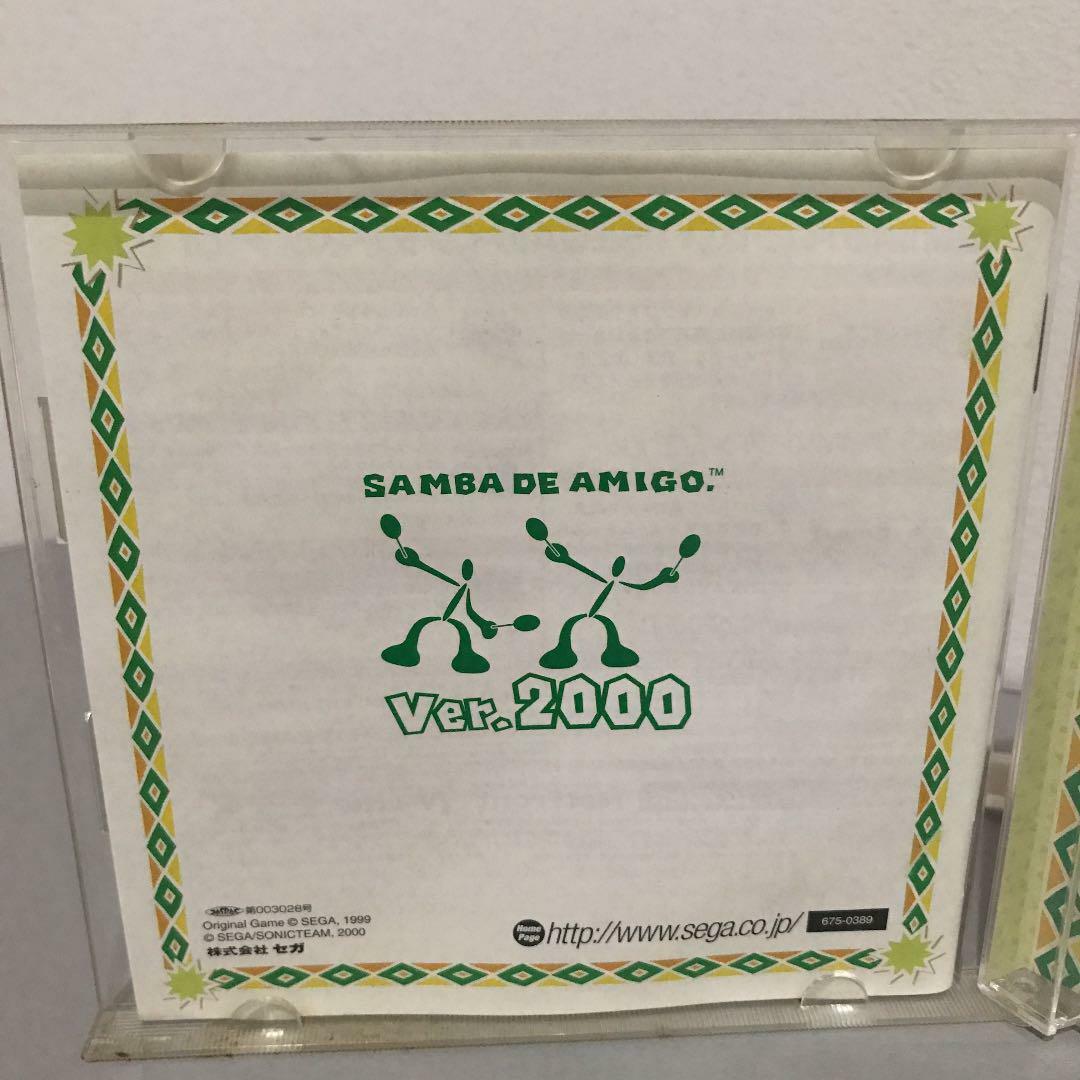 SAMBA DE AMIGO.™
Ver.2000
第003028号
Original Game © SEGA, 1999
© SEGA/SONICTEAM, 2000
株式会社 セガ
Home Page http://www.sega.co.jp/ 675-0389